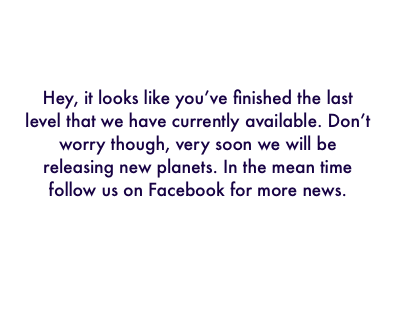 Hey, it looks like you’ve finished the last
level that we have currently available. Don’t
worry though, very soon we will be
releasing new planets. In the mean time
follow us on Facebook for more news.